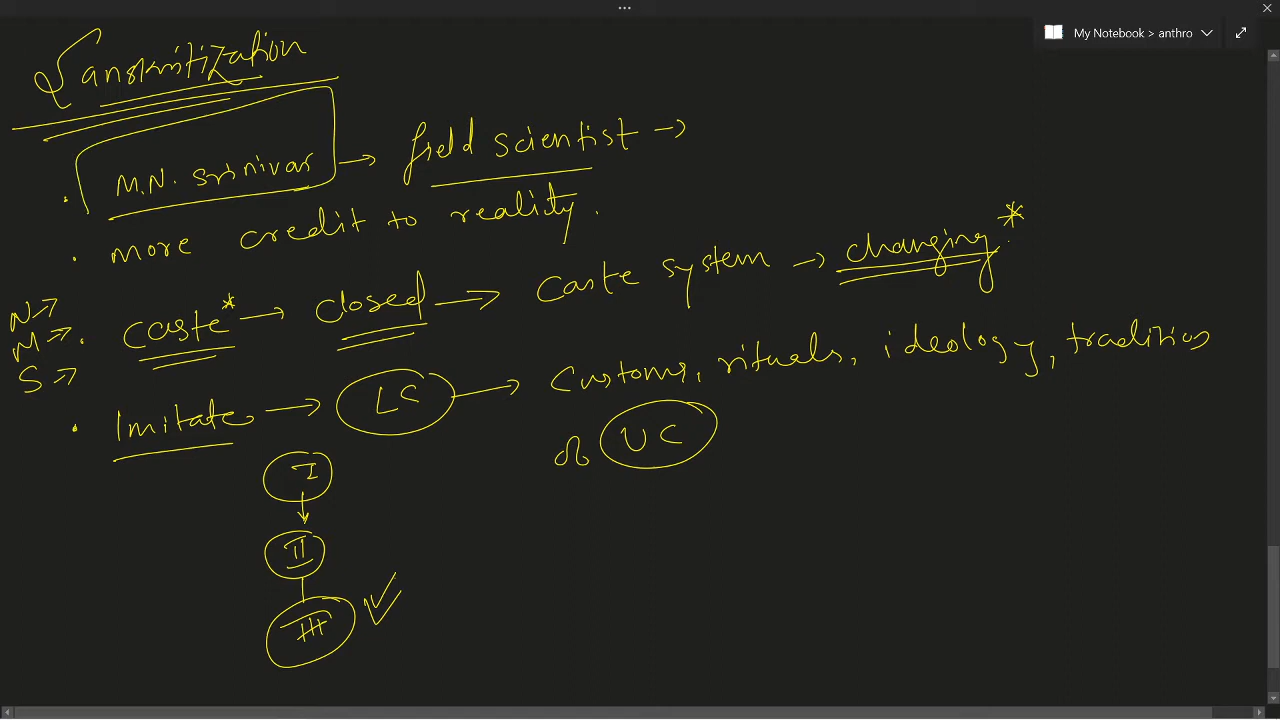 My Notebook > anthro
Sanskritization
• M.N. Srinivas → field scientist →
• more credit to reality.
N →
M →
S →
• Caste* → closed → Caste system → changing*
• Imitate → LC → Customs, rituals, ideology, traditions
of UC
I
II
III